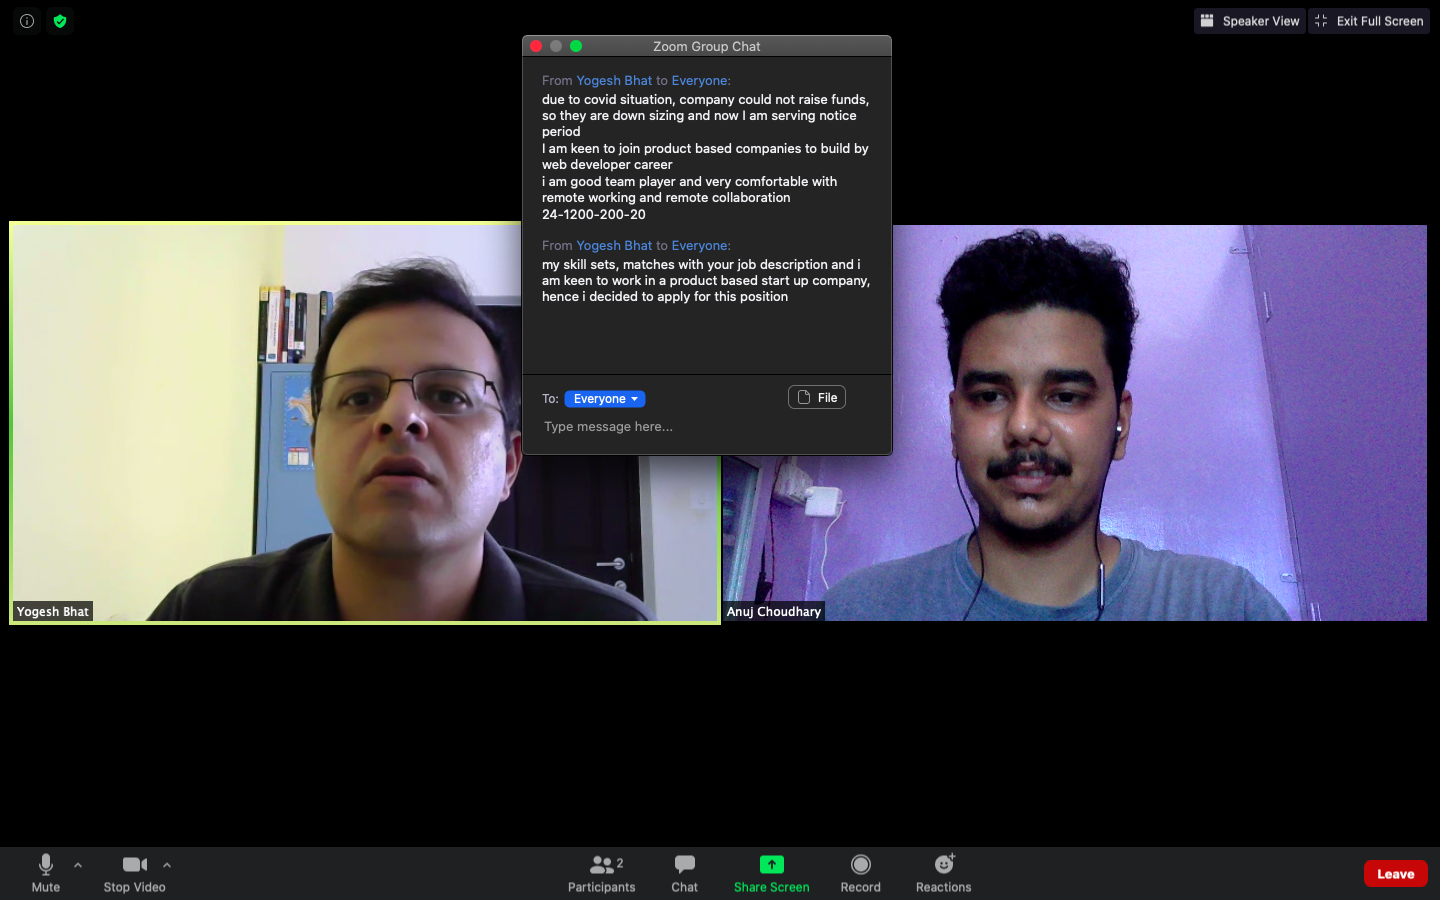 Speaker View
Exit Full Screen
Zoom Group Chat
From Yogesh Bhat to Everyone:
due to covid situation, company could not raise funds,
so they are down sizing and now I am serving notice
period
I am keen to join product based companies to build by
web developer career
i am good team player and very comfortable with
remote working and remote collaboration
24-1200-200-20
From Yogesh Bhat to Everyone:
my skill sets, matches with your job description and i
am keen to work in a product based start up company,
hence i decided to apply for this position
To: Everyone
File
Type message here...
Yogesh Bhat
Anuj Choudhary
Mute
Stop Video
Participants 2
Chat
Share Screen
Record
Reactions
Leave